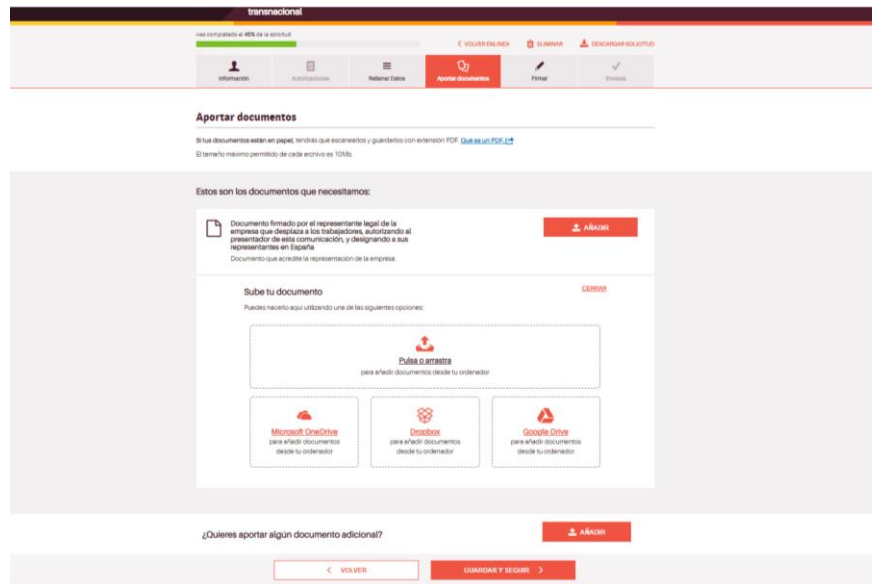 transnacional
Has completado el 45% de la solicitud
VOLVER EN LINEA
ELIMINAR
DESCARGAR SOLICITUD
Información
Autorizaciones
Rellenar Datos
Aportar documentos
Firmar
Enviada
Aportar documentos
Si tus documentos están en papel, tendrás que escanearlos y guardarlos con extensión PDF. Qué es un PDF.
El tamaño máximo permitido de cada archivo es 10Mb.
Estos son los documentos que necesitamos:
Documento firmado por el representante legal de la
empresa que desplaza a los trabajadores, autorizando al
presentador de esta comunicación, y designando a sus
representantes en España
Documento que acredite la representación de la empresa.
AÑADIR
Sube tu documento
CERRAR
Puedes hacerlo aquí utilizando una de las siguientes opciones:
Pulsa o arrastra
para añadir documentos desde tu ordenador
Microsoft OneDrive
para añadir documentos
desde tu ordenador
Dropbox
para añadir documentos
desde tu ordenador
Google Drive
para añadir documentos
desde tu ordenador
¿Quieres aportar algún documento adicional?
AÑADIR
VOLVER
GUARDAR Y SEGUIR